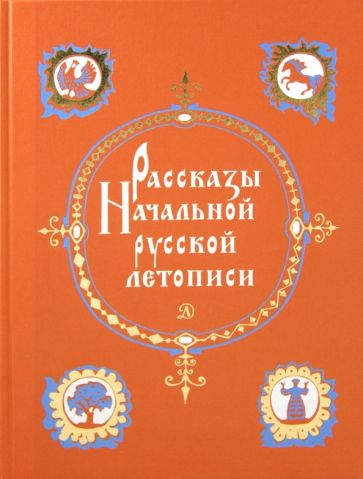 Рассказы
Начальной
русской
летописи